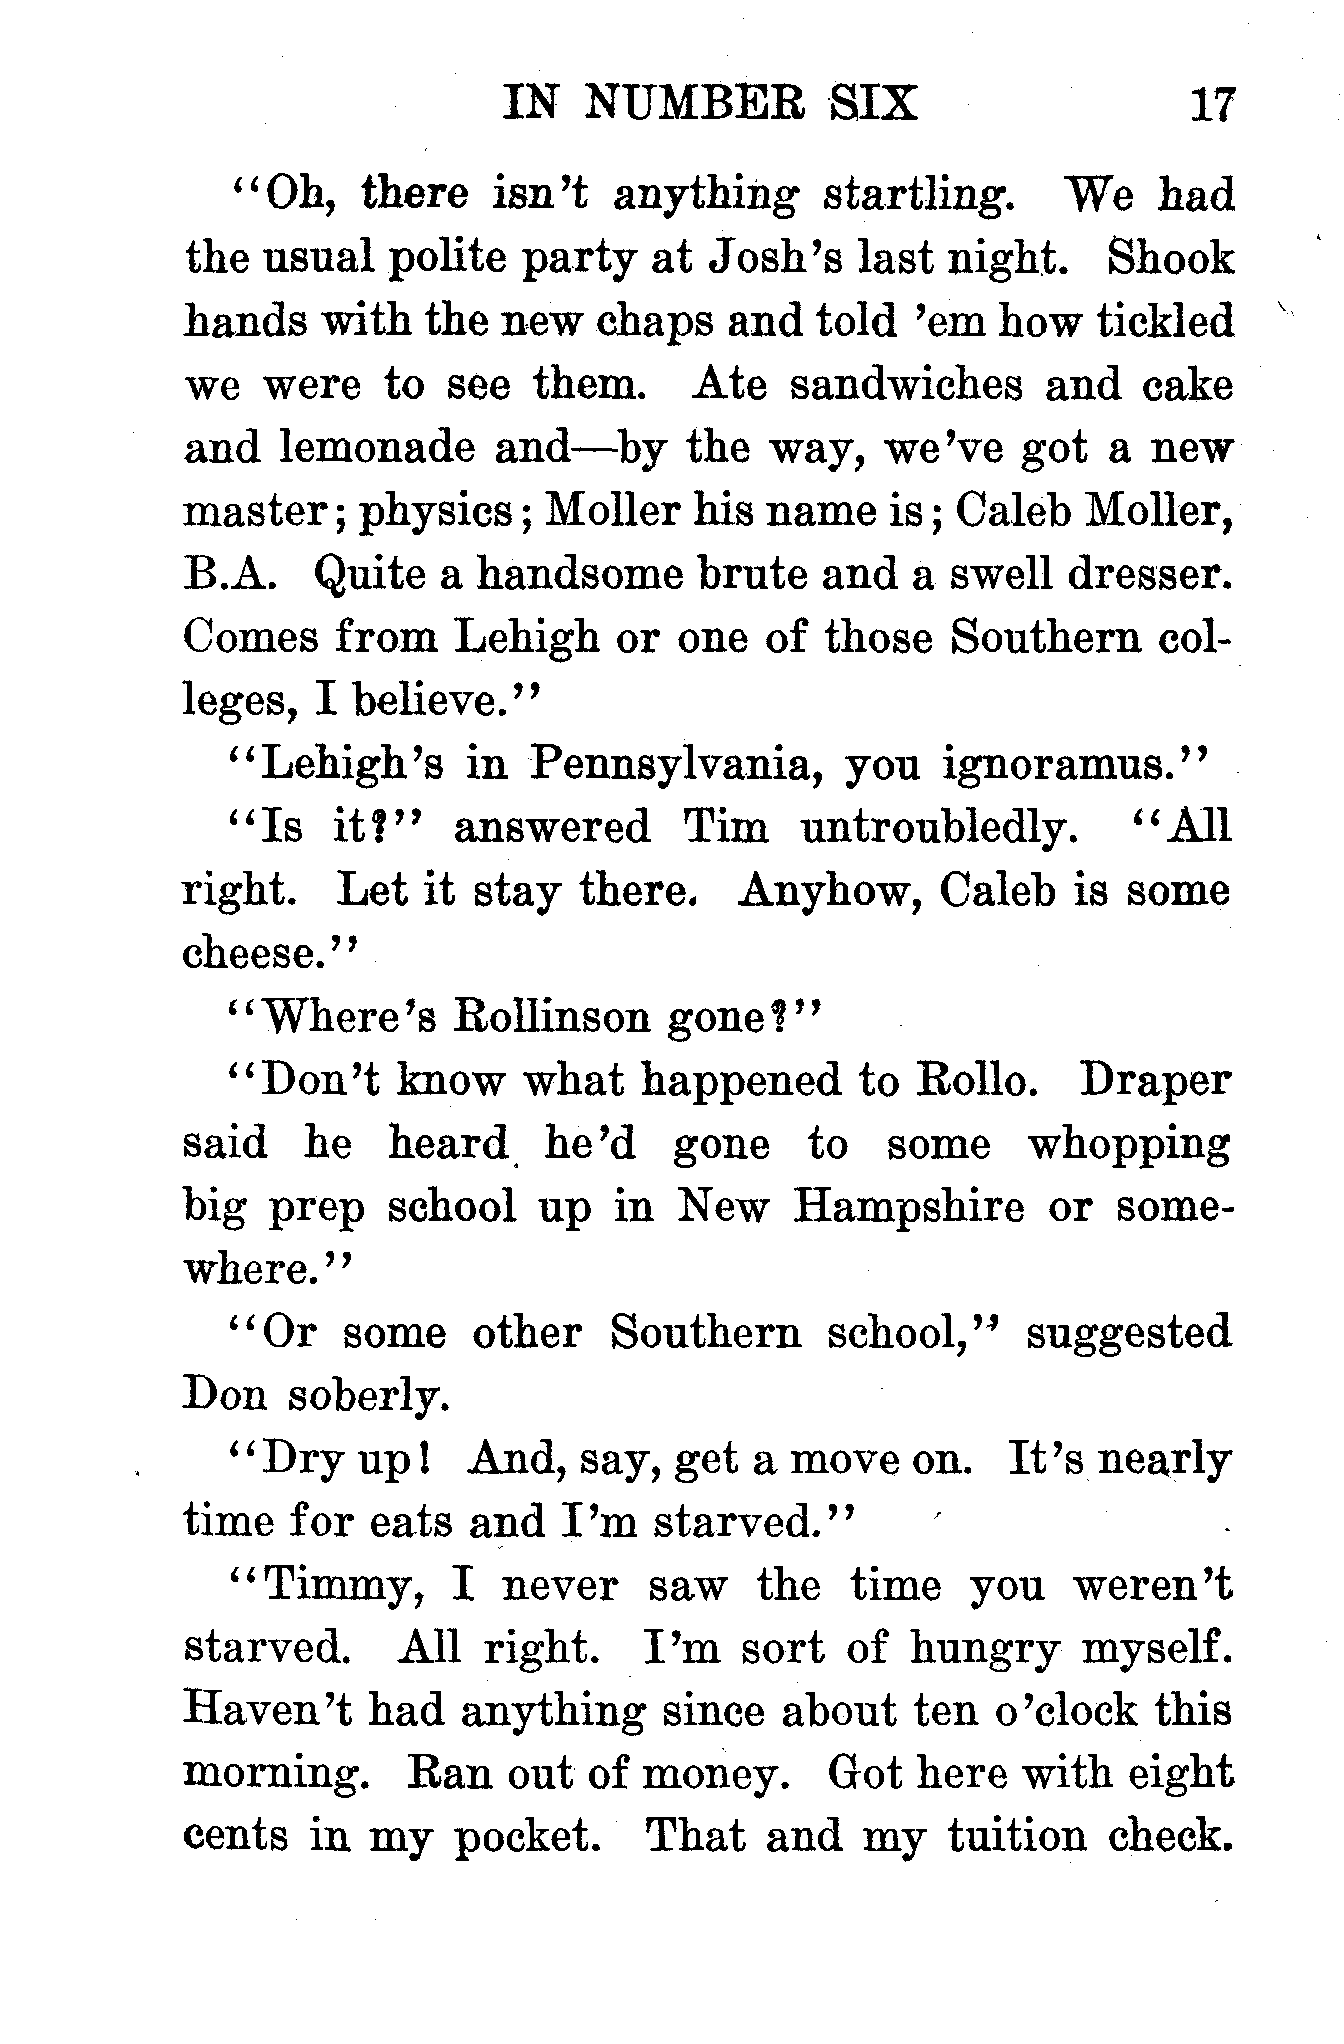 IN NUMBER SIX 17
"Oh, there isn't anything startling. We had
the usual polite party at Josh's last night. Shook
hands with the new chaps and told 'em how tickled
we were to see them. Ate sandwiches and cake
and lemonade and—by the way, we've got a new
master; physics; Moller his name is; Caleb Moller,
B.A. Quite a handsome brute and a swell dresser.
Comes from Lehigh or one of those Southern col-
leges, I believe."
"Lehigh's in Pennsylvania, you ignoramus."
"Is it?" answered Tim untroubledly. "All
right. Let it stay there. Anyhow, Caleb is some
cheese."
"Where's Rollinson gone?"
"Don't know what happened to Rollo. Draper
said he heard he'd gone to some whopping
big prep school up in New Hampshire or some-
where."
"Or some other Southern school," suggested
Don soberly.
"Dry up! And, say, get a move on. It's nearly
time for eats and I'm starved."
"Timmy, I never saw the time you weren't
starved. All right. I'm sort of hungry myself.
Haven't had anything since about ten o'clock this
morning. Ran out of money. Got here with eight
cents in my pocket. That and my tuition check.